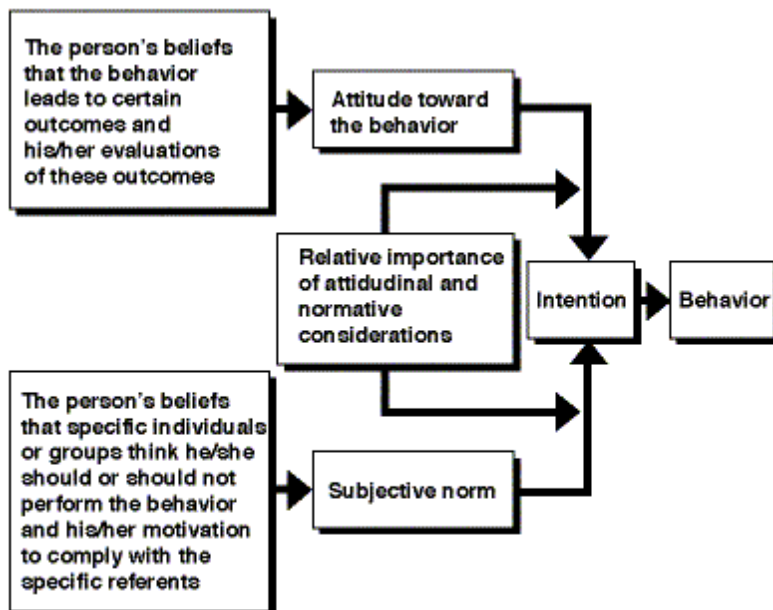 The person's beliefs
that the behavior
leads to certain
outcomes and
his/her evaluations
of these outcomes
Attitude toward
the behavior
Relative importance
of attidudinal and
normative
considerations
Intention
Behavior
The person's beliefs
that specific individuals
or groups think he/she
should or should not
perform the behavior
and his/her motivation
to comply with the
specific referents
Subjective norm